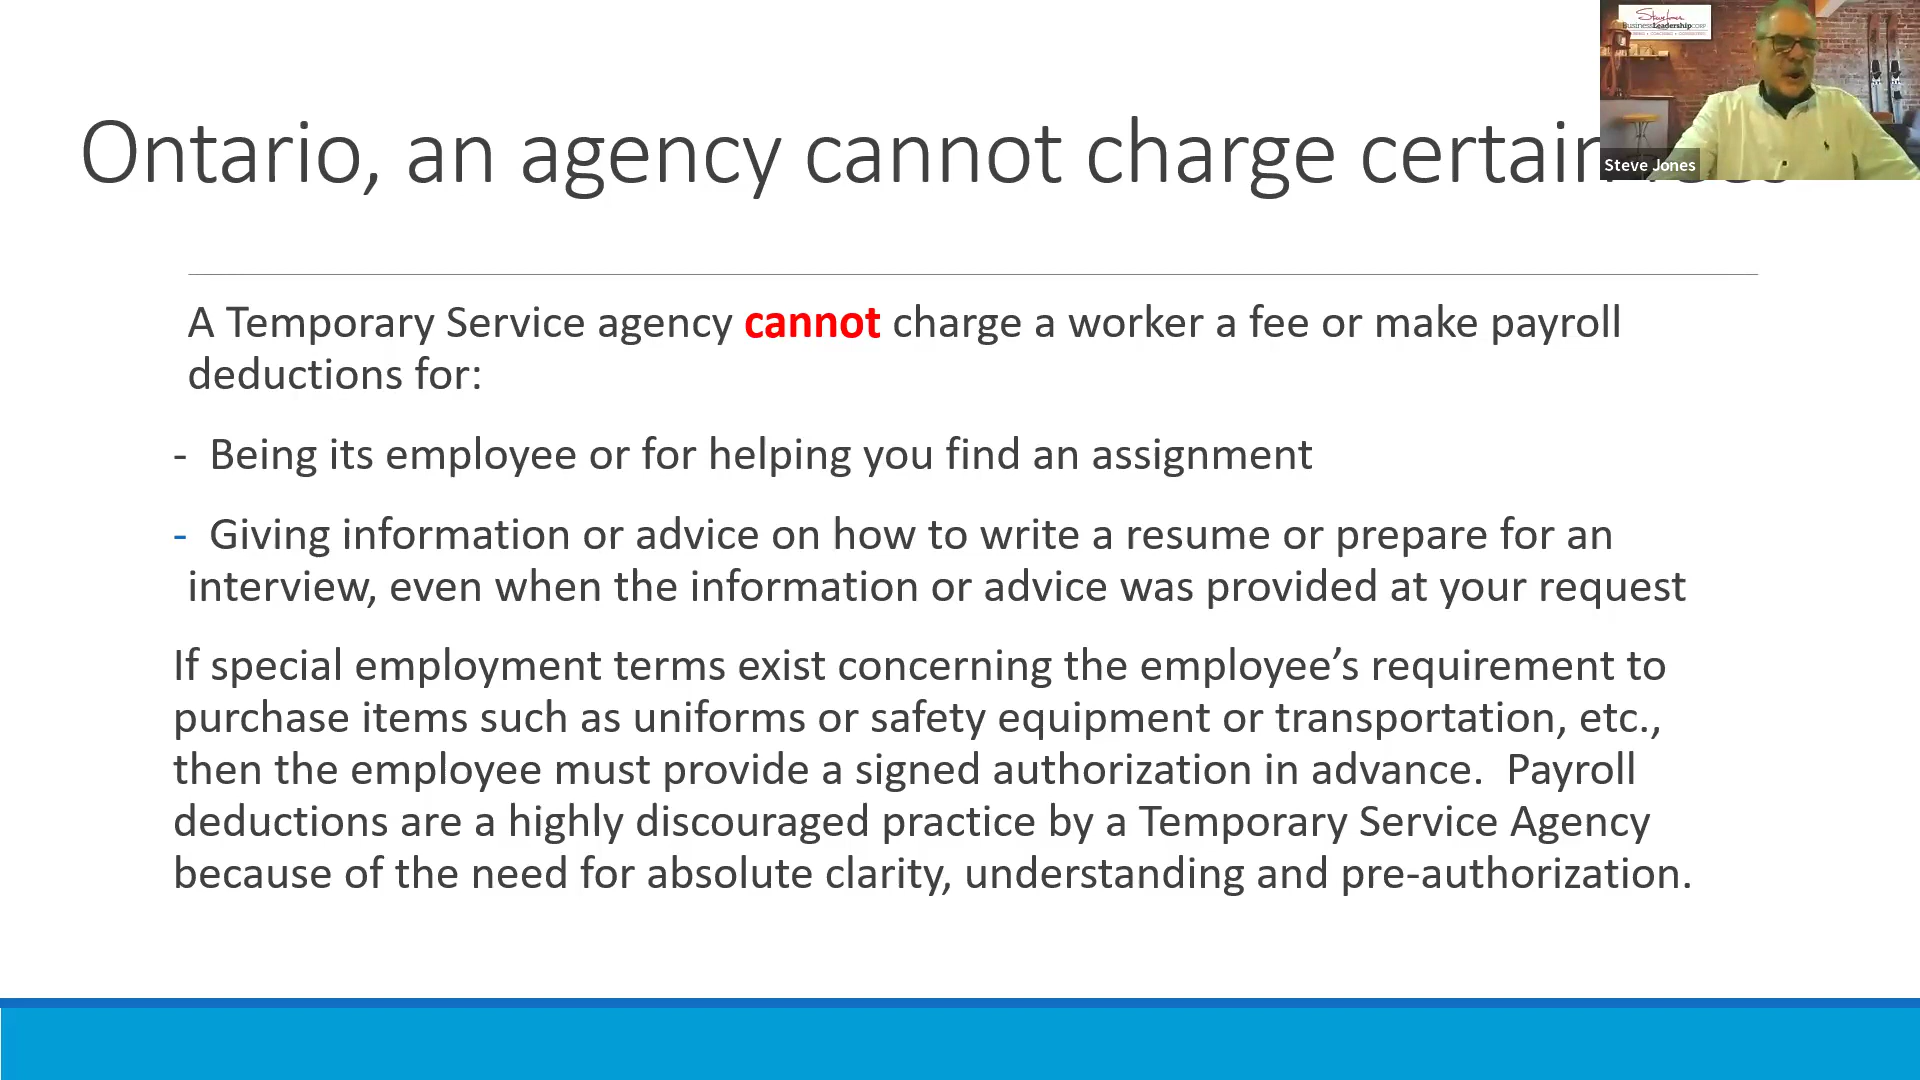 Steve Jones
BusinessLeadershipCORP
Ontario, an agency cannot charge certain
Steve Jones
A Temporary Service agency cannot charge a worker a fee or make payroll
deductions for:
- Being its employee or for helping you find an assignment
- Giving information or advice on how to write a resume or prepare for an
interview, even when the information or advice was provided at your request
If special employment terms exist concerning the employee’s requirement to
purchase items such as uniforms or safety equipment or transportation, etc.,
then the employee must provide a signed authorization in advance. Payroll
deductions are a highly discouraged practice by a Temporary Service Agency
because of the need for absolute clarity, understanding and pre-authorization.